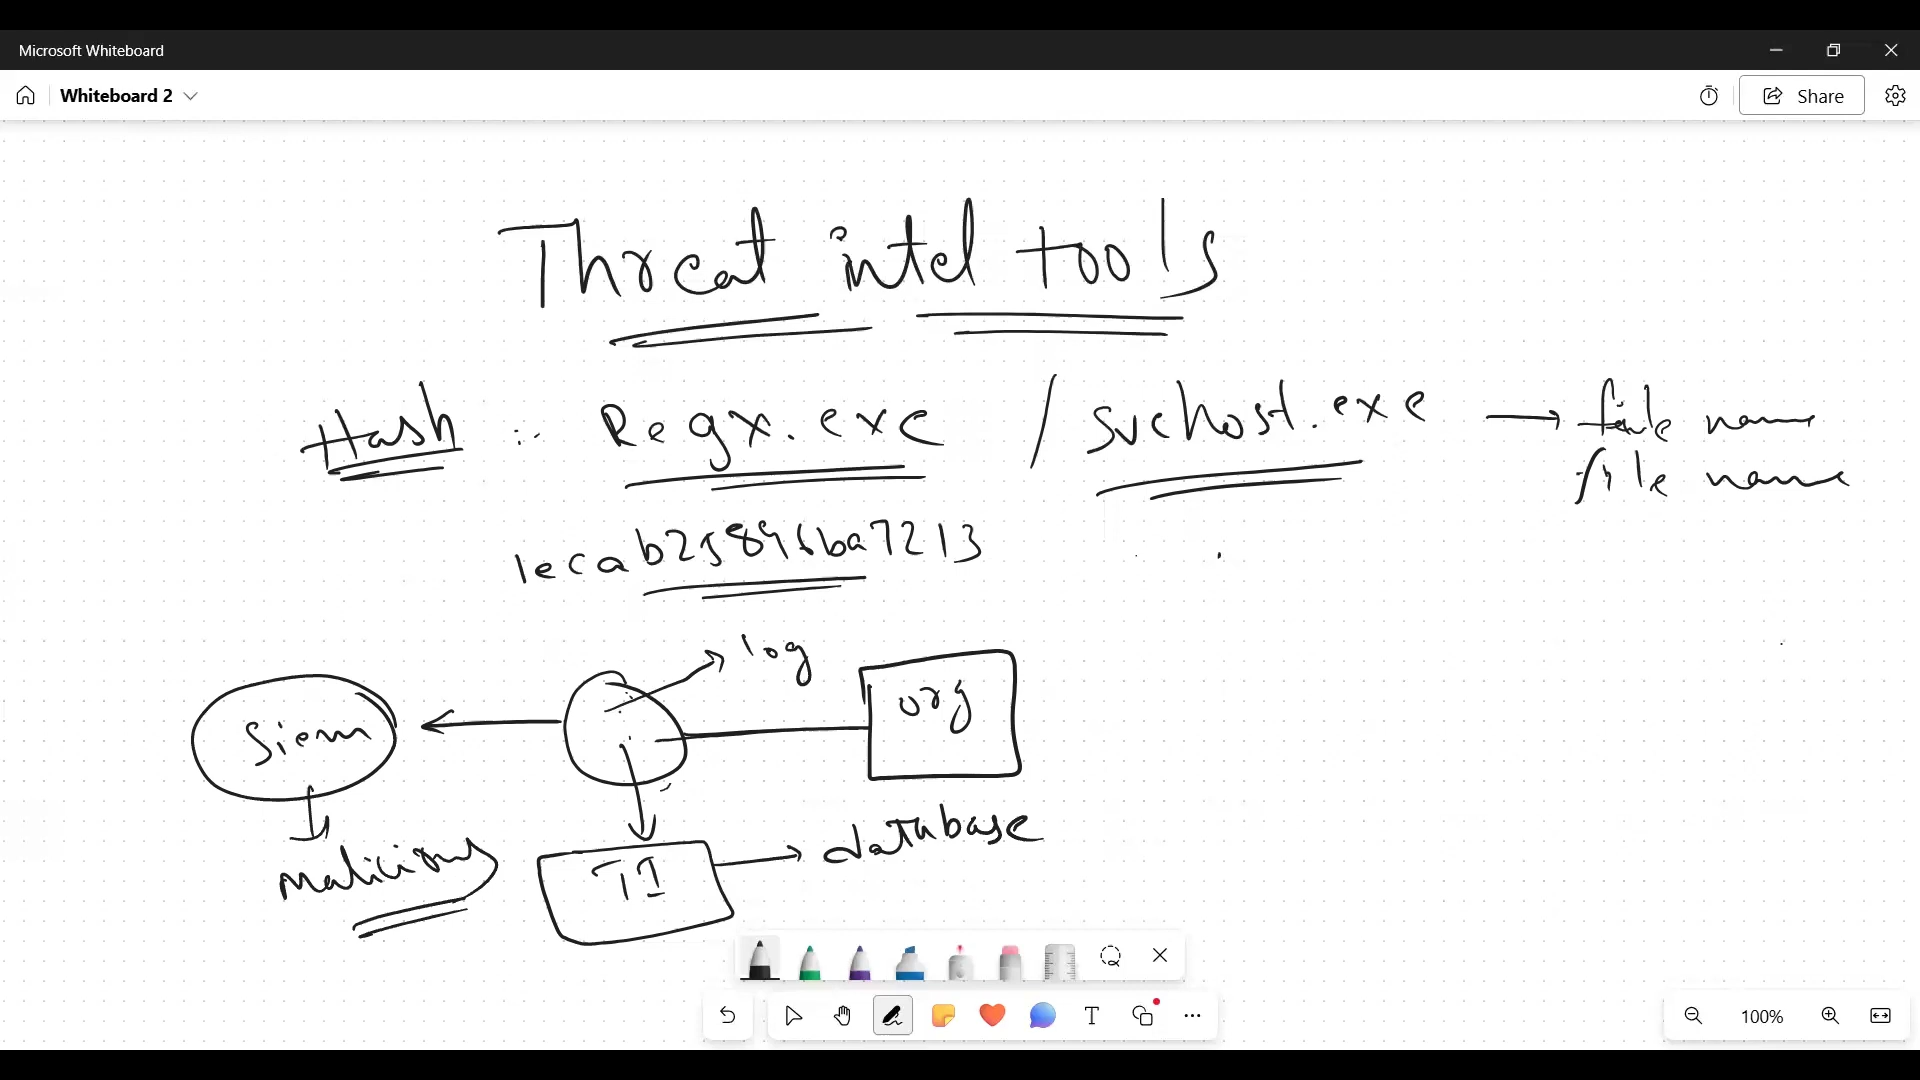 Microsoft Whiteboard
Whiteboard 2
Share
Threat intel tools
Hash : Regx.exe / Svchost.exe → file name
file name
1ecab25896ba7213
log
org
Siem
database
malicious
TI
100%